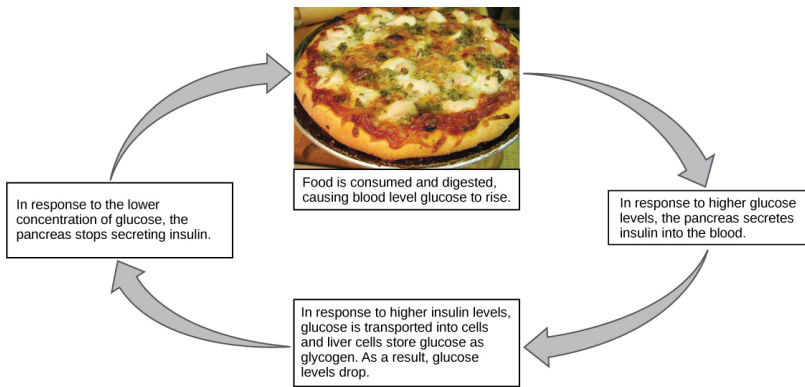 Food is consumed and digested,
causing blood level glucose to rise.
In response to higher glucose
levels, the pancreas secretes
insulin into the blood.
In response to higher insulin levels,
glucose is transported into cells
and liver cells store glucose as
glycogen. As a result, glucose
levels drop.
In response to the lower
concentration of glucose, the
pancreas stops secreting insulin.